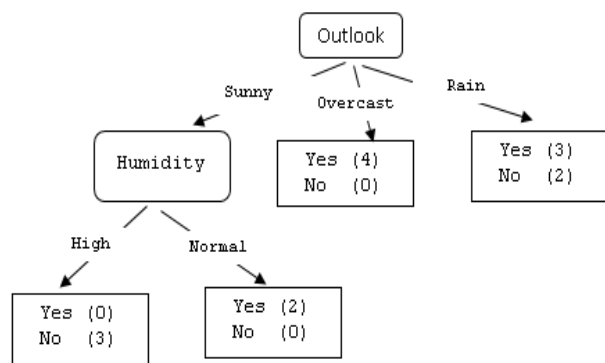 Outlook
Sunny
Overcast
Rain
Humidity
Yes (4)
No (0)
Yes (3)
No (2)
High
Normal
Yes (0)
No (3)
Yes (2)
No (0)